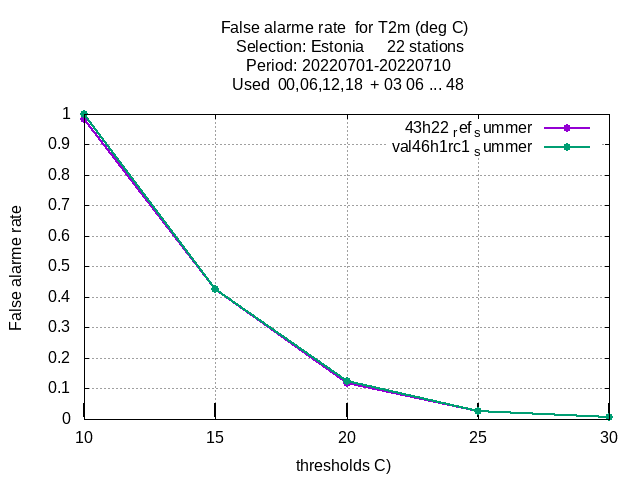 False alarme rate  for T2m (deg C)
Selection: Estonia     22 stations
Period: 20220701-20220710
Used  00,06,12,18  + 03 06 ... 48
43h22 ref summer
val46h1rc1 summer
1
0.9
0.8
0.7
0.6
0.5
0.4
0.3
0.2
0.1
0
False alarme rate
10 15 20 25 30
thresholds C)